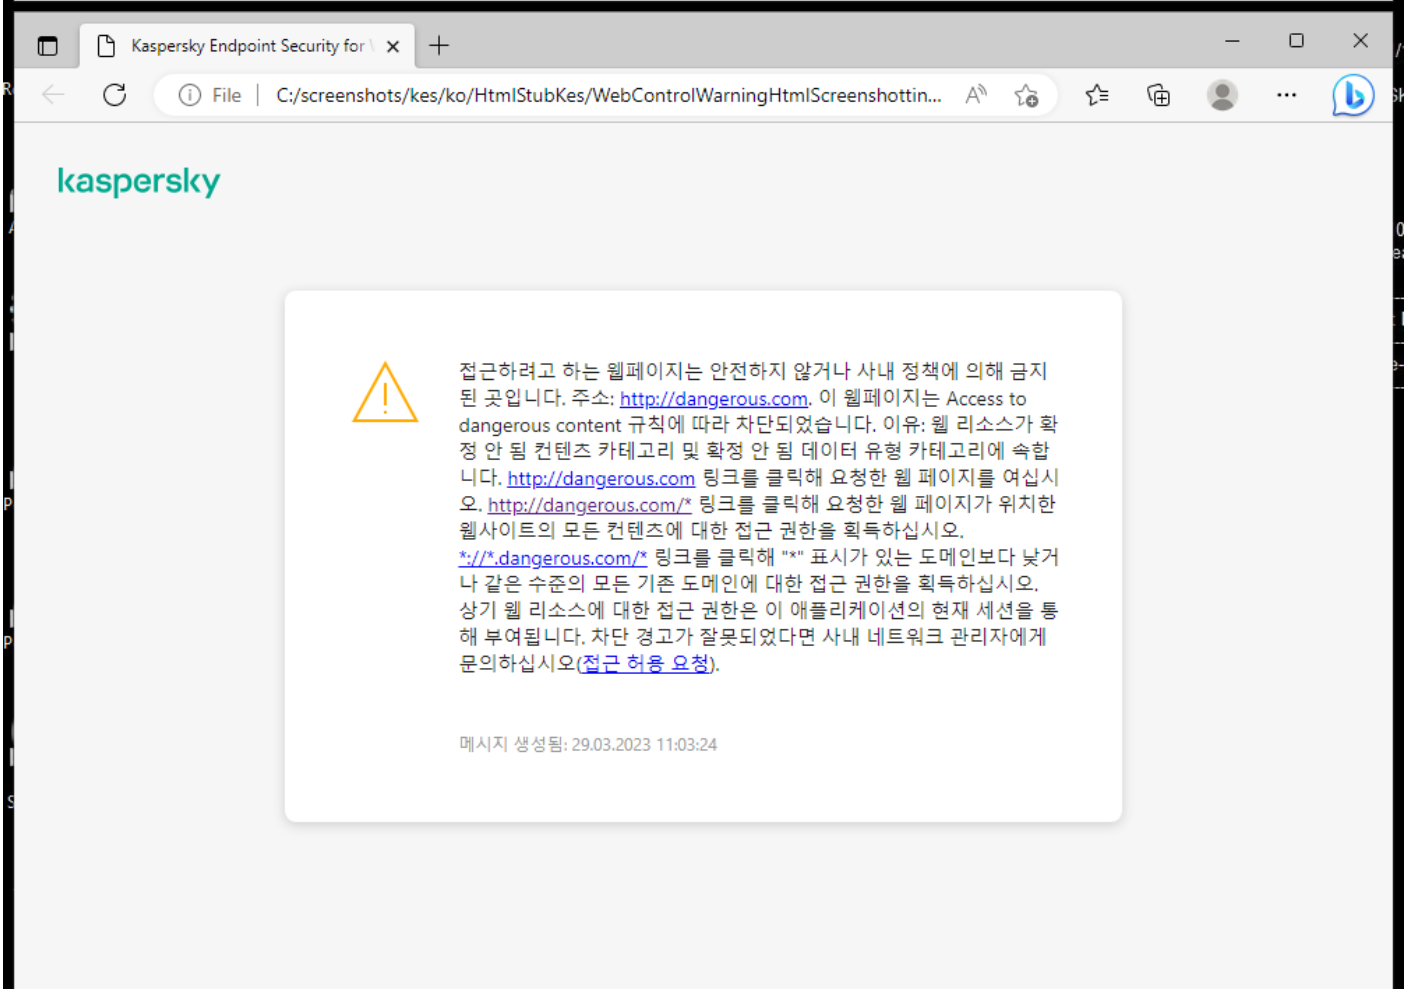 Kaspersky Endpoint Security for
File
C:/screenshots/kes/ko/HtmlStubKes/WebControlWarningHtmlScreenshottin...
kaspersky
접근하려고 하는 웹페이지는 안전하지 않거나 사내 정책에 의해 금지
된 곳입니다. 주소: http://dangerous.com. 이 웹페이지는 Access to
dangerous content 규칙에 따라 차단되었습니다. 이유: 웹 리소스가 확
정 안 됨 컨텐츠 카테고리 및 확정 안 됨 데이터 유형 카테고리에 속합
니다. http://dangerous.com 링크를 클릭해 요청한 웹 페이지를 여십시
오. http://dangerous.com/* 링크를 클릭해 요청한 웹 페이지가 위치한
웹사이트의 모든 컨텐츠에 대한 접근 권한을 획득하십시오.
*://*.dangerous.com/* 링크를 클릭해 "*" 표시가 있는 도메인보다 낮거
나 같은 수준의 모든 기존 도메인에 대한 접근 권한을 획득하십시오.
상기 웹 리소스에 대한 접근 권한은 이 애플리케이션의 현재 세션을 통
해 부여됩니다. 차단 경고가 잘못되었다면 사내 네트워크 관리자에게
문의하십시오(접근 허용 요청).
메시지 생성됨: 29.03.2023 11:03:24